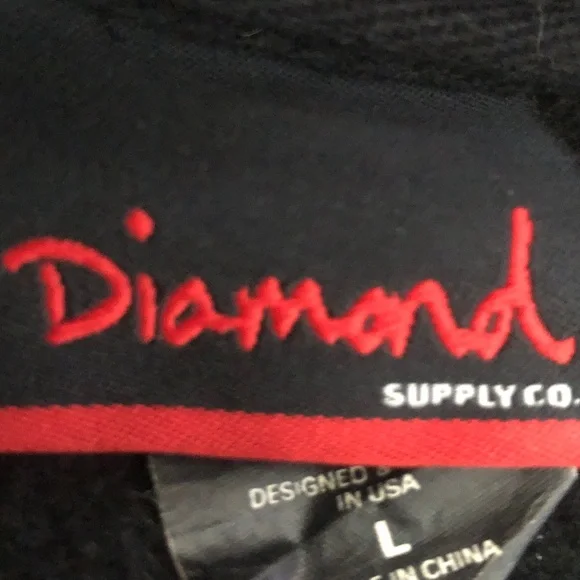 Diamond
SUPPLY CO.
DESIGNED &
IN USA
L
IN CHINA